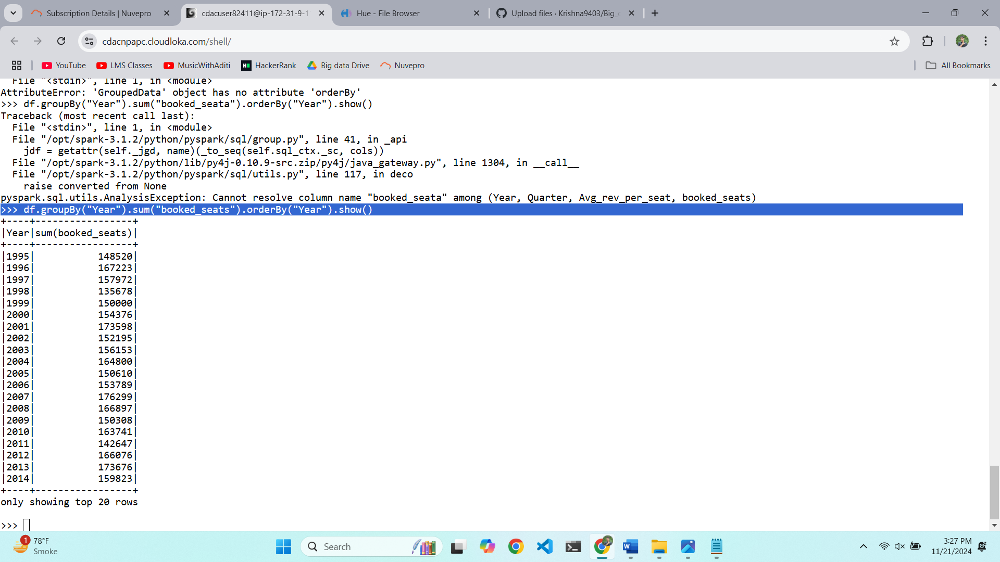 Subscription Details | Nuvepro
cdacuser82411@ip-172-31-9-1
Hue - File Browser
Upload files · Krishna9403/Big_c
cdacnpapc.cloudloka.com/shell/
YouTube
LMS Classes
MusicWithAditi
HackerRank
Big data Drive
Nuvepro
All Bookmarks
File "<stdin>", line 1, in <module>
AttributeError: 'GroupedData' object has no attribute 'orderBy'
>>> df.groupBy("Year").sum("booked_seata").orderBy("Year").show()
Traceback (most recent call last):
  File "<stdin>", line 1, in <module>
  File "/opt/spark-3.1.2/python/pyspark/sql/group.py", line 41, in _api
    jdf = getattr(self._jgd, name)(_to_seq(self.sql_ctx._sc, cols))
  File "/opt/spark-3.1.2/python/lib/py4j-0.10.9-src.zip/py4j/java_gateway.py", line 1304, in __call__
  File "/opt/spark-3.1.2/python/pyspark/sql/utils.py", line 117, in deco
    raise converted from None
pyspark.sql.utils.AnalysisException: Cannot resolve column name "booked_seata" among (Year, Quarter, Avg_rev_per_seat, booked_seats)
>>> df.groupBy("Year").sum("booked_seats").orderBy("Year").show()
+----+-----------------+
|Year|sum(booked_seats)|
+----+-----------------+
|1995|           148520|
|1996|           167223|
|1997|           157972|
|1998|           135678|
|1999|           150000|
|2000|           154376|
|2001|           173598|
|2002|           152195|
|2003|           156153|
|2004|           164800|
|2005|           150610|
|2006|           153789|
|2007|           176299|
|2008|           166897|
|2009|           150308|
|2010|           163741|
|2011|           142647|
|2012|           166076|
|2013|           173676|
|2014|           159823|
+----+-----------------+
only showing top 20 rows
>>>
1
78°F
Smoke
Search
3:27 PM
11/21/2024